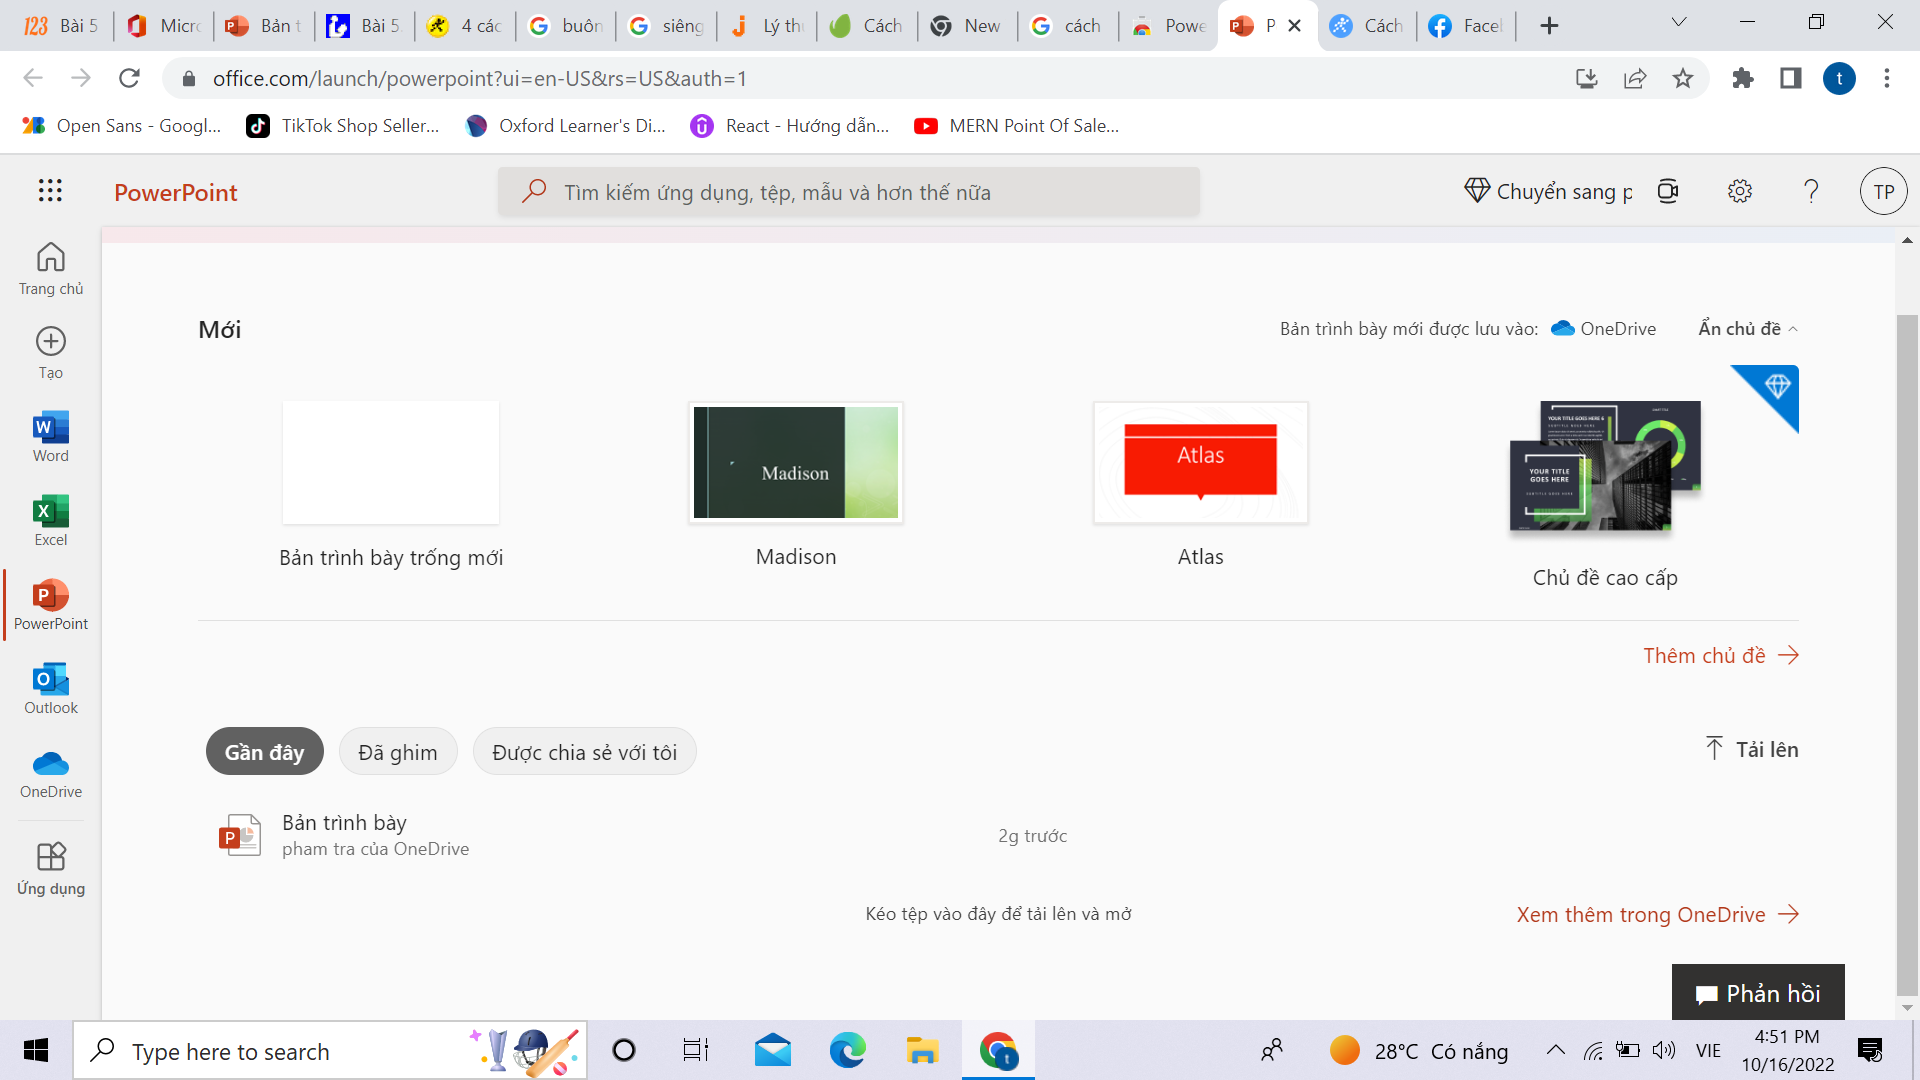 Bài 5
Micro
Bản t
Bài 5.
4 các
buôn
siêng
Lý thu
Cách
New
cách
Powe
P
Cách
Facel
office.com/launch/powerpoint?ui=en-US&rs=US&auth=1
t
Open Sans - Googl...
TikTok Shop Seller...
Oxford Learner's Di...
React - Hướng dẫn...
MERN Point Of Sale...
PowerPoint
Tìm kiếm ứng dụng, tệp, mẫu và hơn thế nữa
Chuyển sang p
TP
Trang chủ
Tạo
Word
Excel
PowerPoint
Outlook
OneDrive
Ứng dụng
Mới
Bản trình bày mới được lưu vào: OneDrive
Ẩn chủ đề
Madison
Atlas
YOUR TITLE GOES HERE
YOUR TITLE
GOES HERE
Bản trình bày trống mới
Madison
Atlas
Chủ đề cao cấp
Thêm chủ đề
Gần đây
Đã ghim
Được chia sẻ với tôi
Tải lên
Bản trình bày
pham tra của OneDrive
2g trước
Kéo tệp vào đây để tải lên và mở
Xem thêm trong OneDrive
Phản hồi
Type here to search
28°C Có nắng
VIE
4:51 PM
10/16/2022